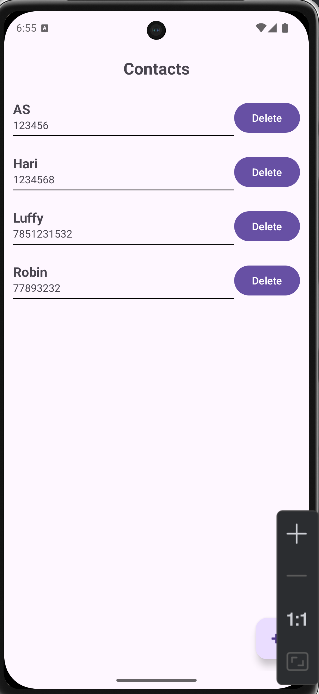 6:55 A
Contacts
AS
123456
Delete
Hari
1234568
Delete
Luffy
7851231532
Delete
Robin
77893232
Delete
1:1